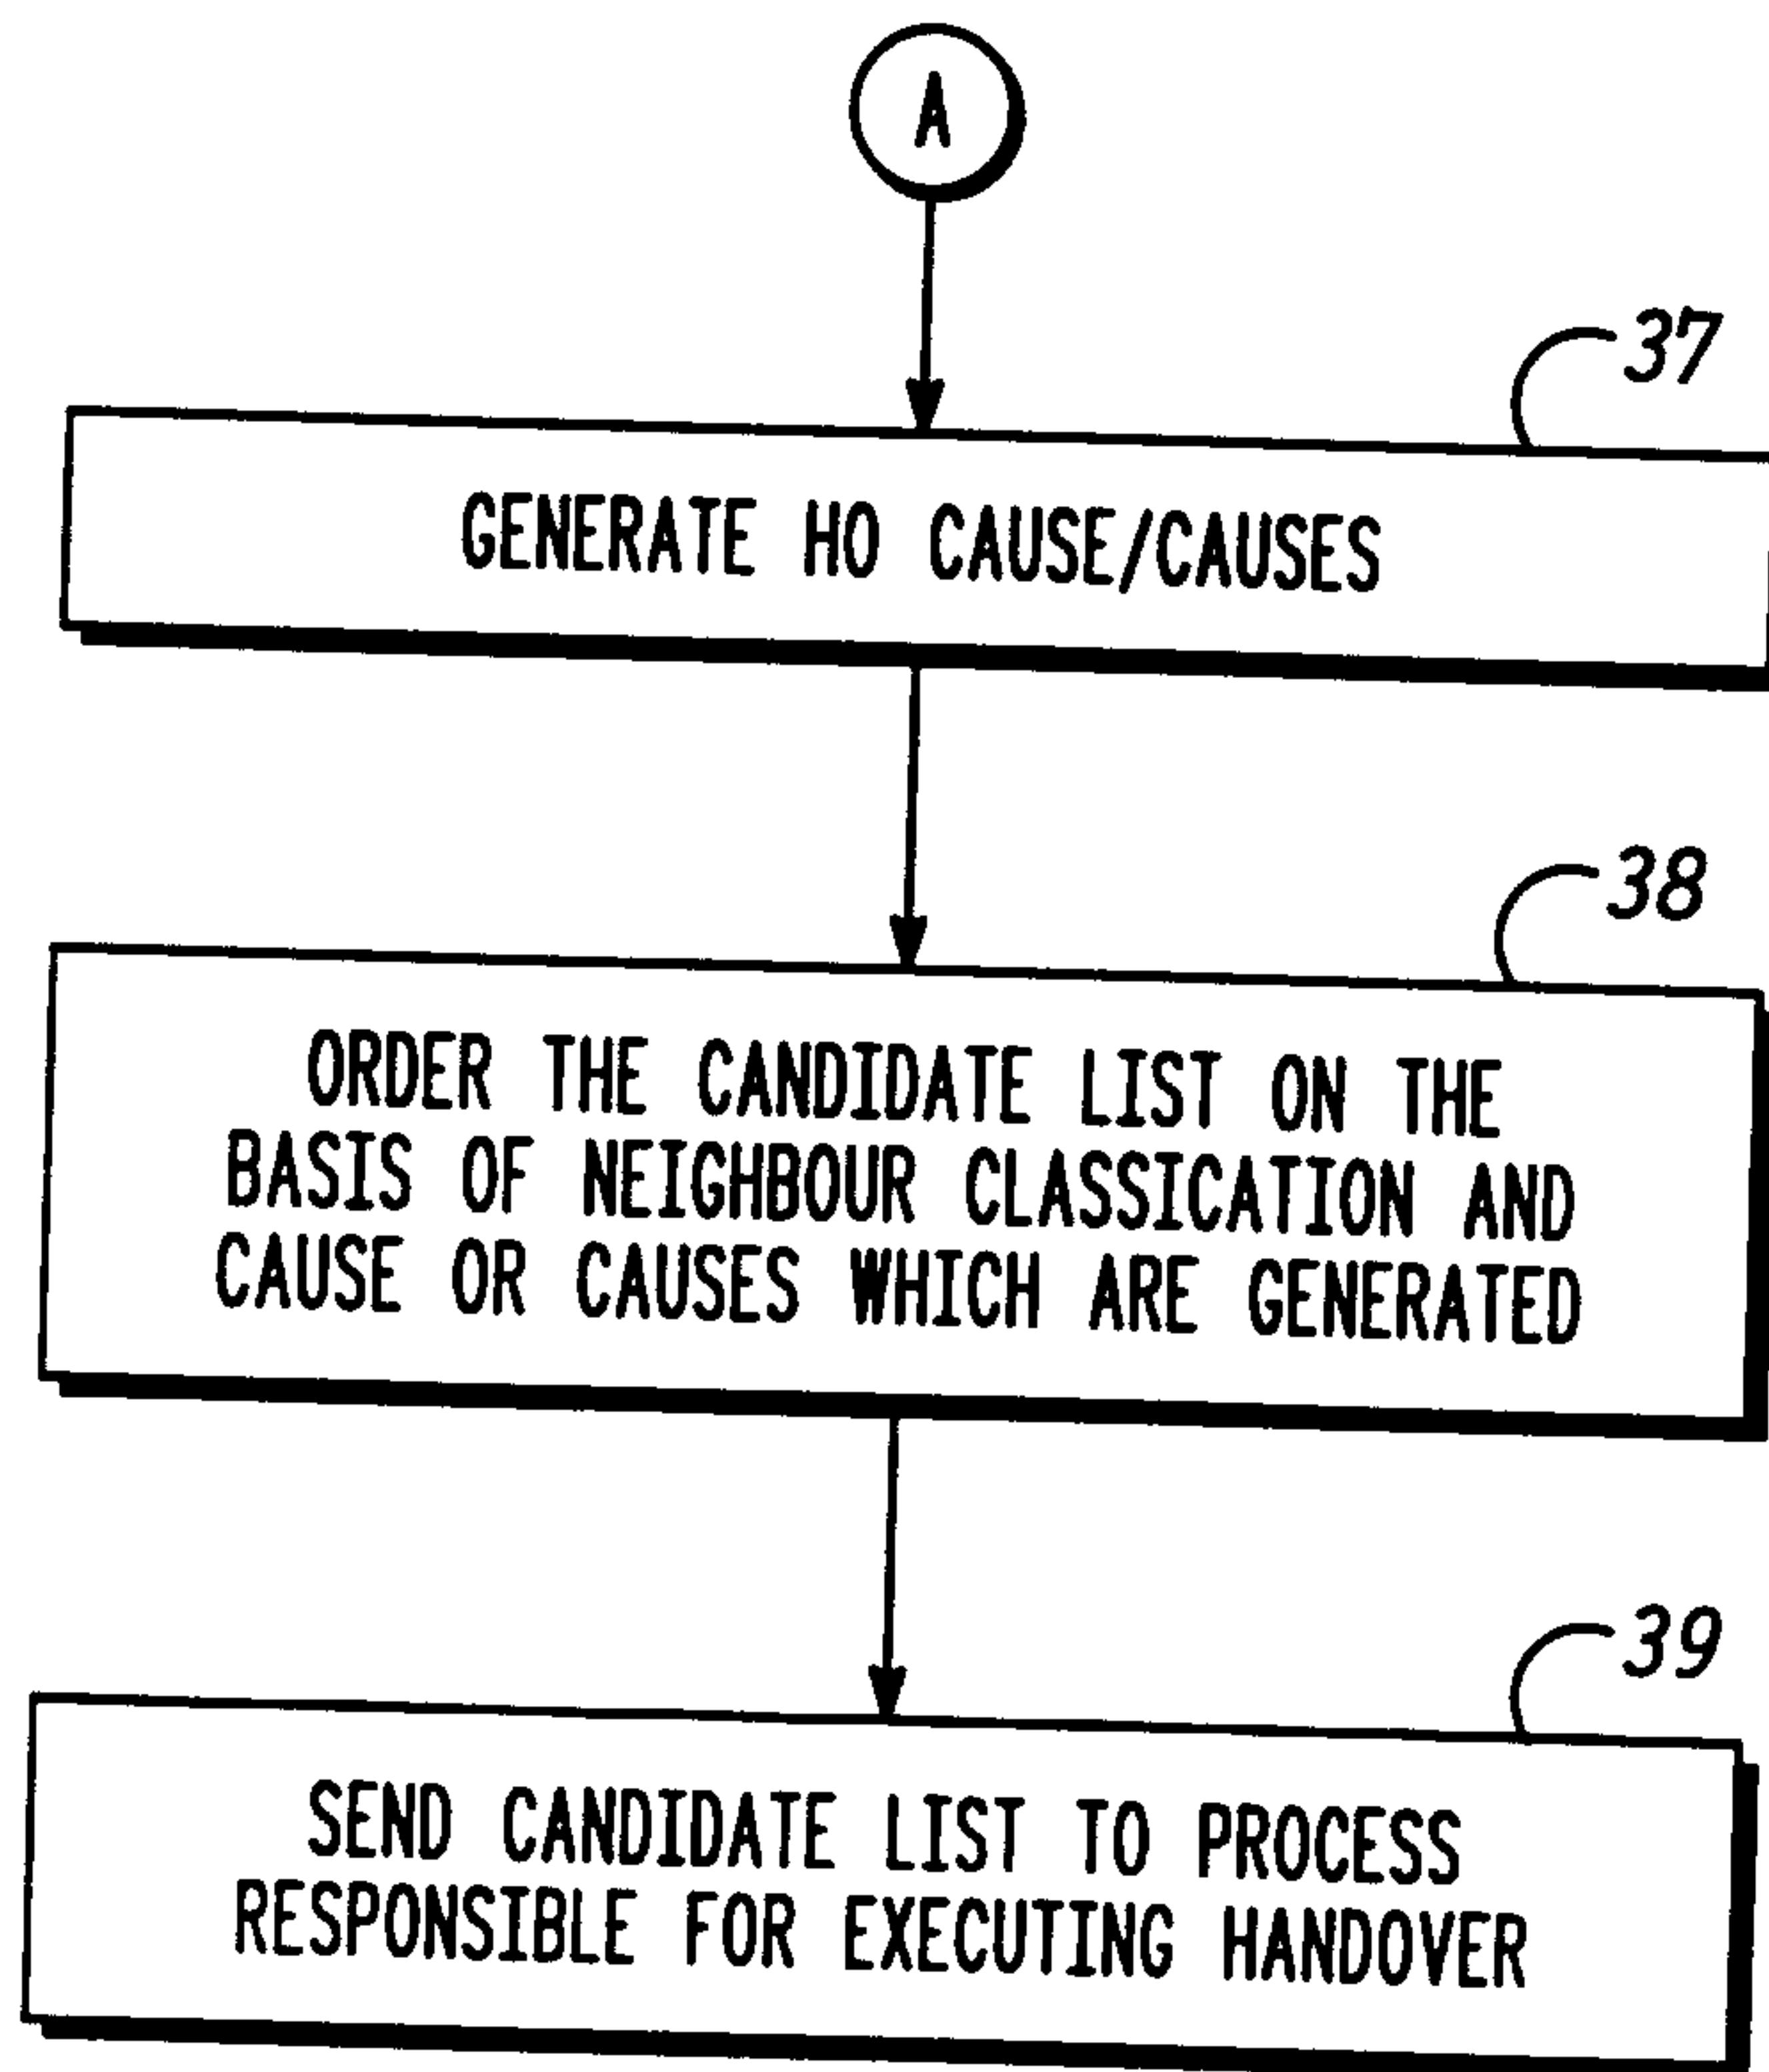 A
37
GENERATE HO CAUSE/CAUSES
38
ORDER THE CANDIDATE LIST ON THE
BASIS OF NEIGHBOUR CLASSICATION AND
CAUSE OR CAUSES WHICH ARE GENERATED
39
SEND CANDIDATE LIST TO PROCESS
RESPONSIBLE FOR EXECUTING HANDOVER